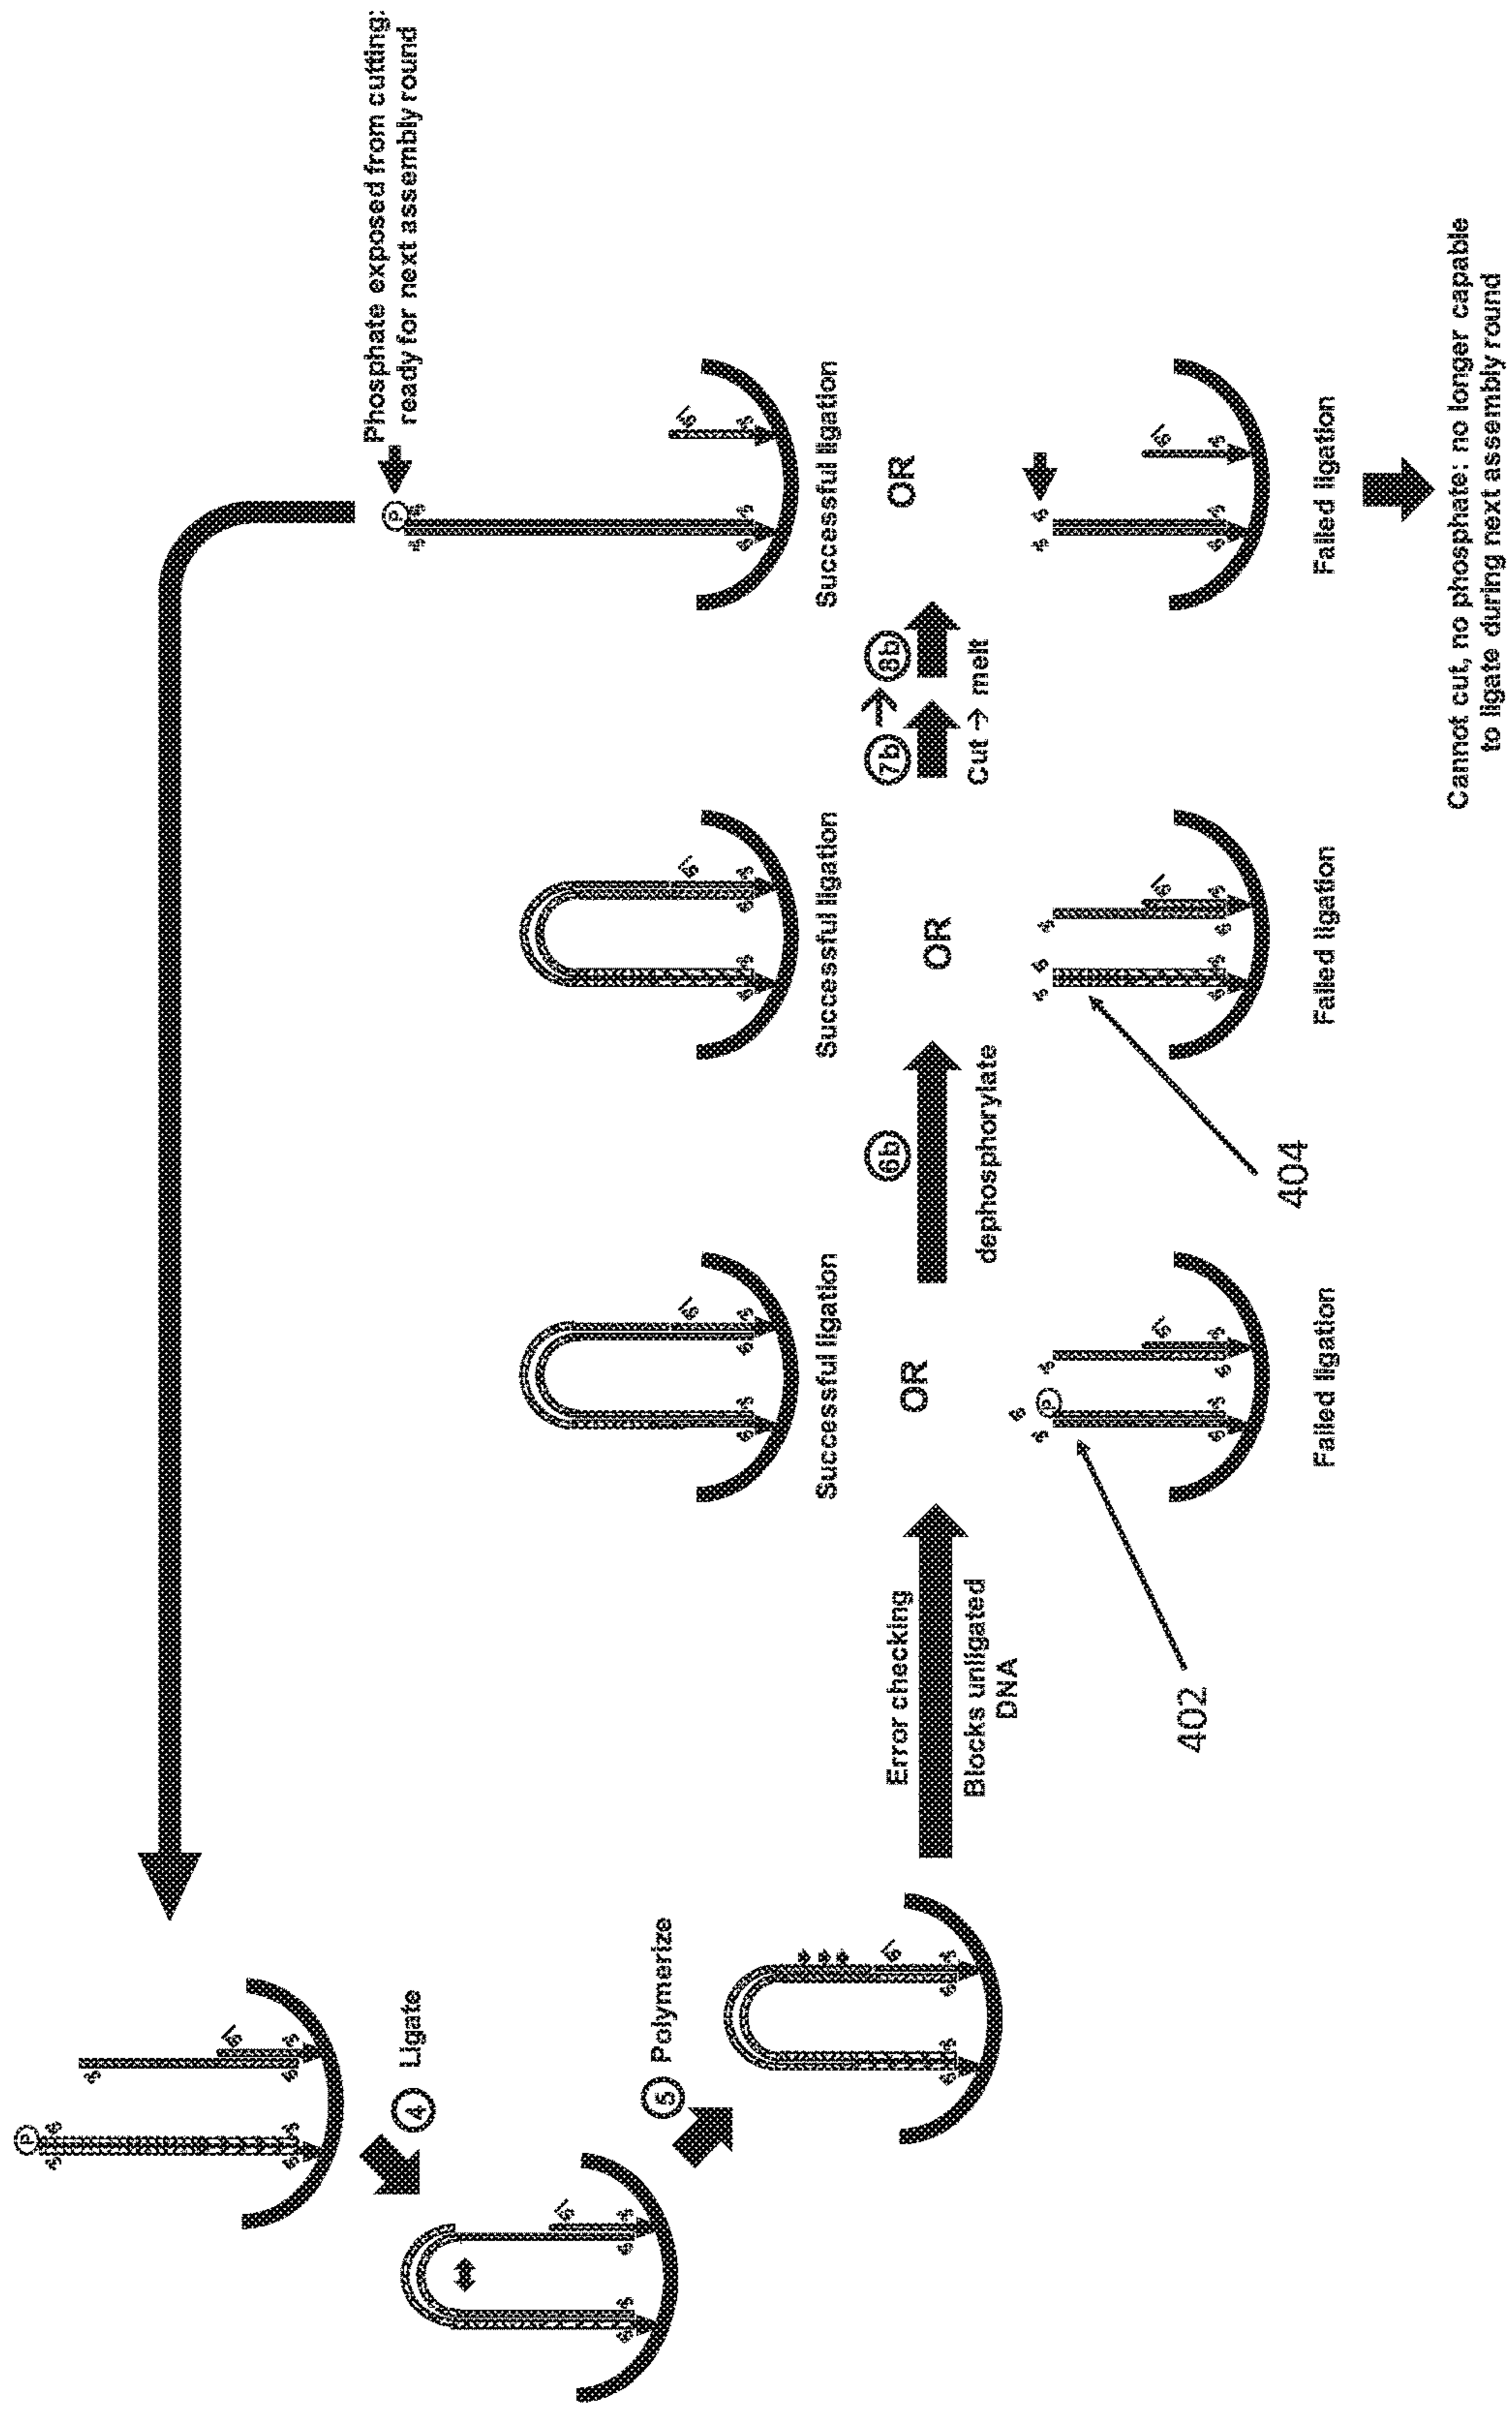 P
4 Ligate
5 Polymerize
Error checking
Blocks unligated
DNA
Successful ligation
OR
P
402
Failed ligation
6b
dephosphorylate
Successful ligation
OR
404
Failed ligation
7b → 8b
Cut → melt
Phosphate exposed from cutting:
ready for next assembly round
P
Successful ligation
OR
Failed ligation
Cannot cut, no phosphate: no longer capable
to ligate during next assembly round